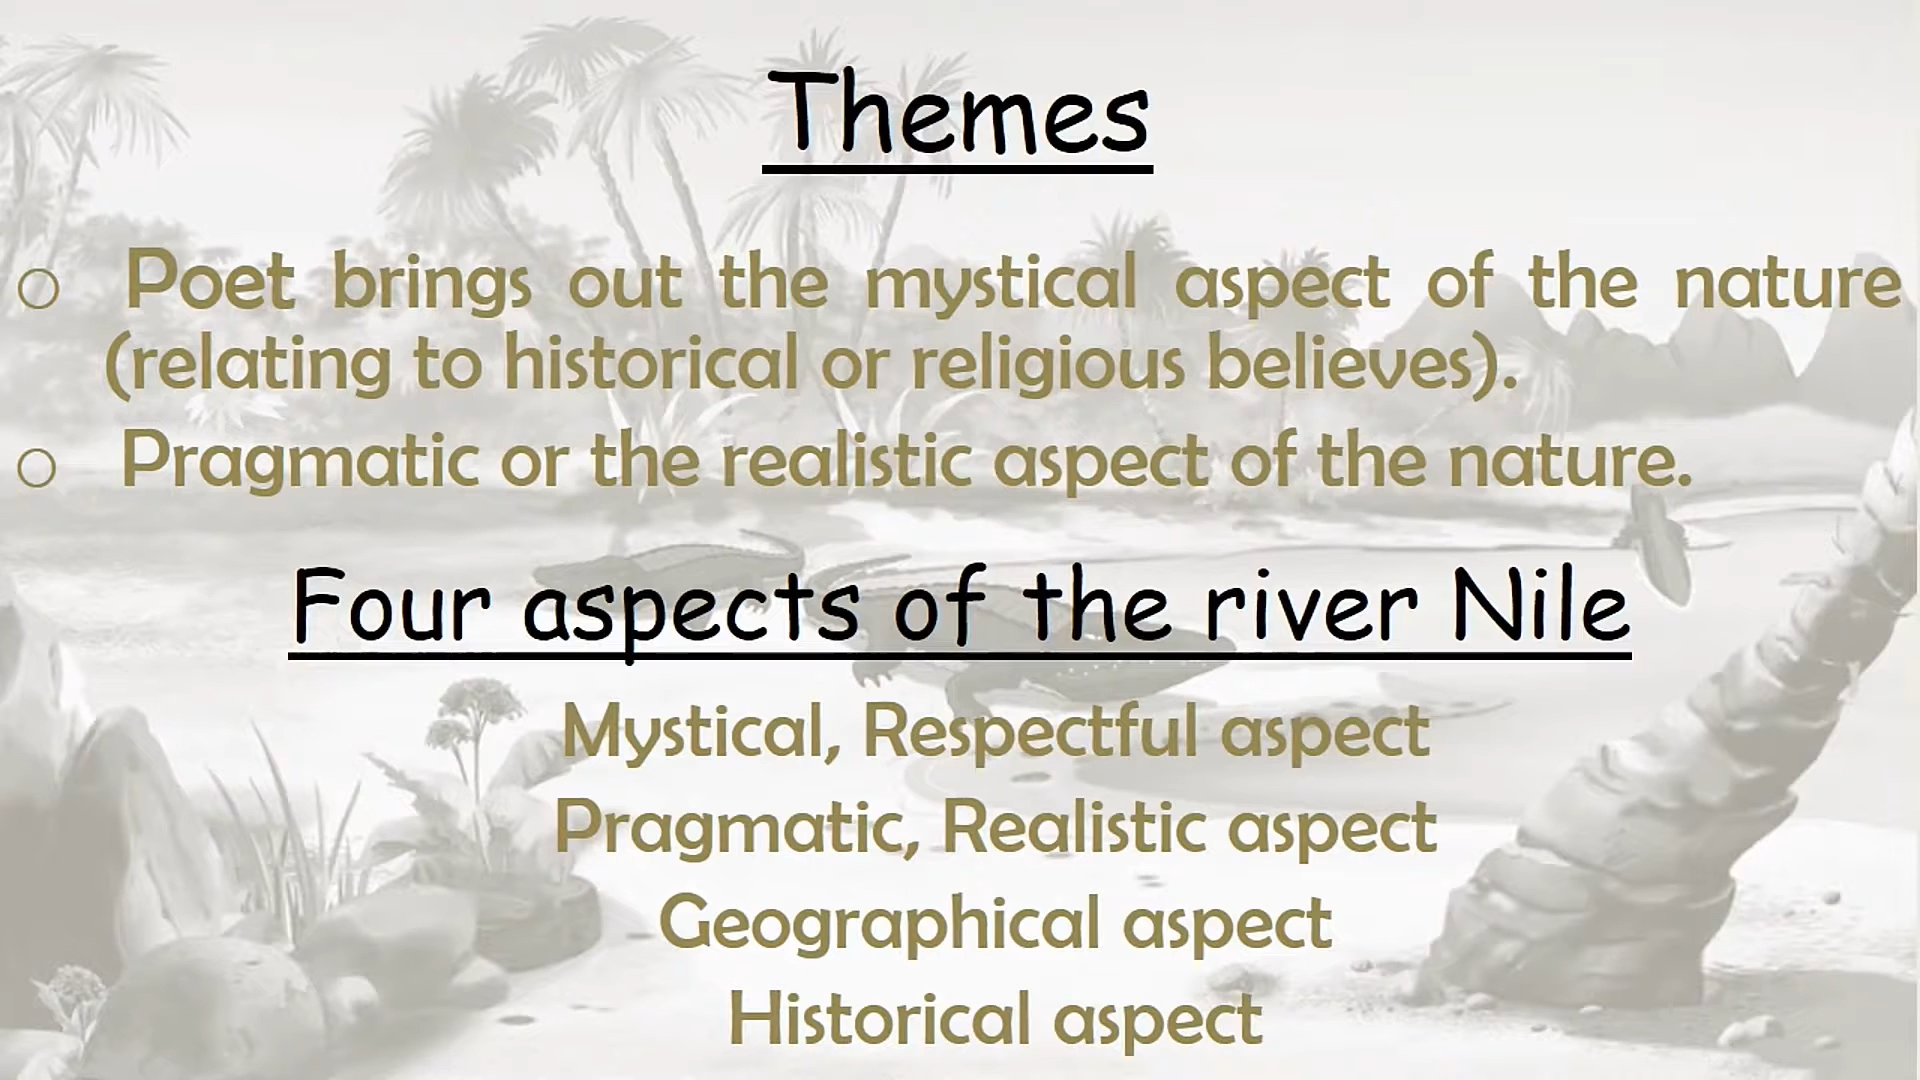 Themes
○ Poet brings out the mystical aspect of the nature
(relating to historical or religious believes).
○ Pragmatic or the realistic aspect of the nature.
Four aspects of the river Nile
Mystical, Respectful aspect
Pragmatic, Realistic aspect
Geographical aspect
Historical aspect